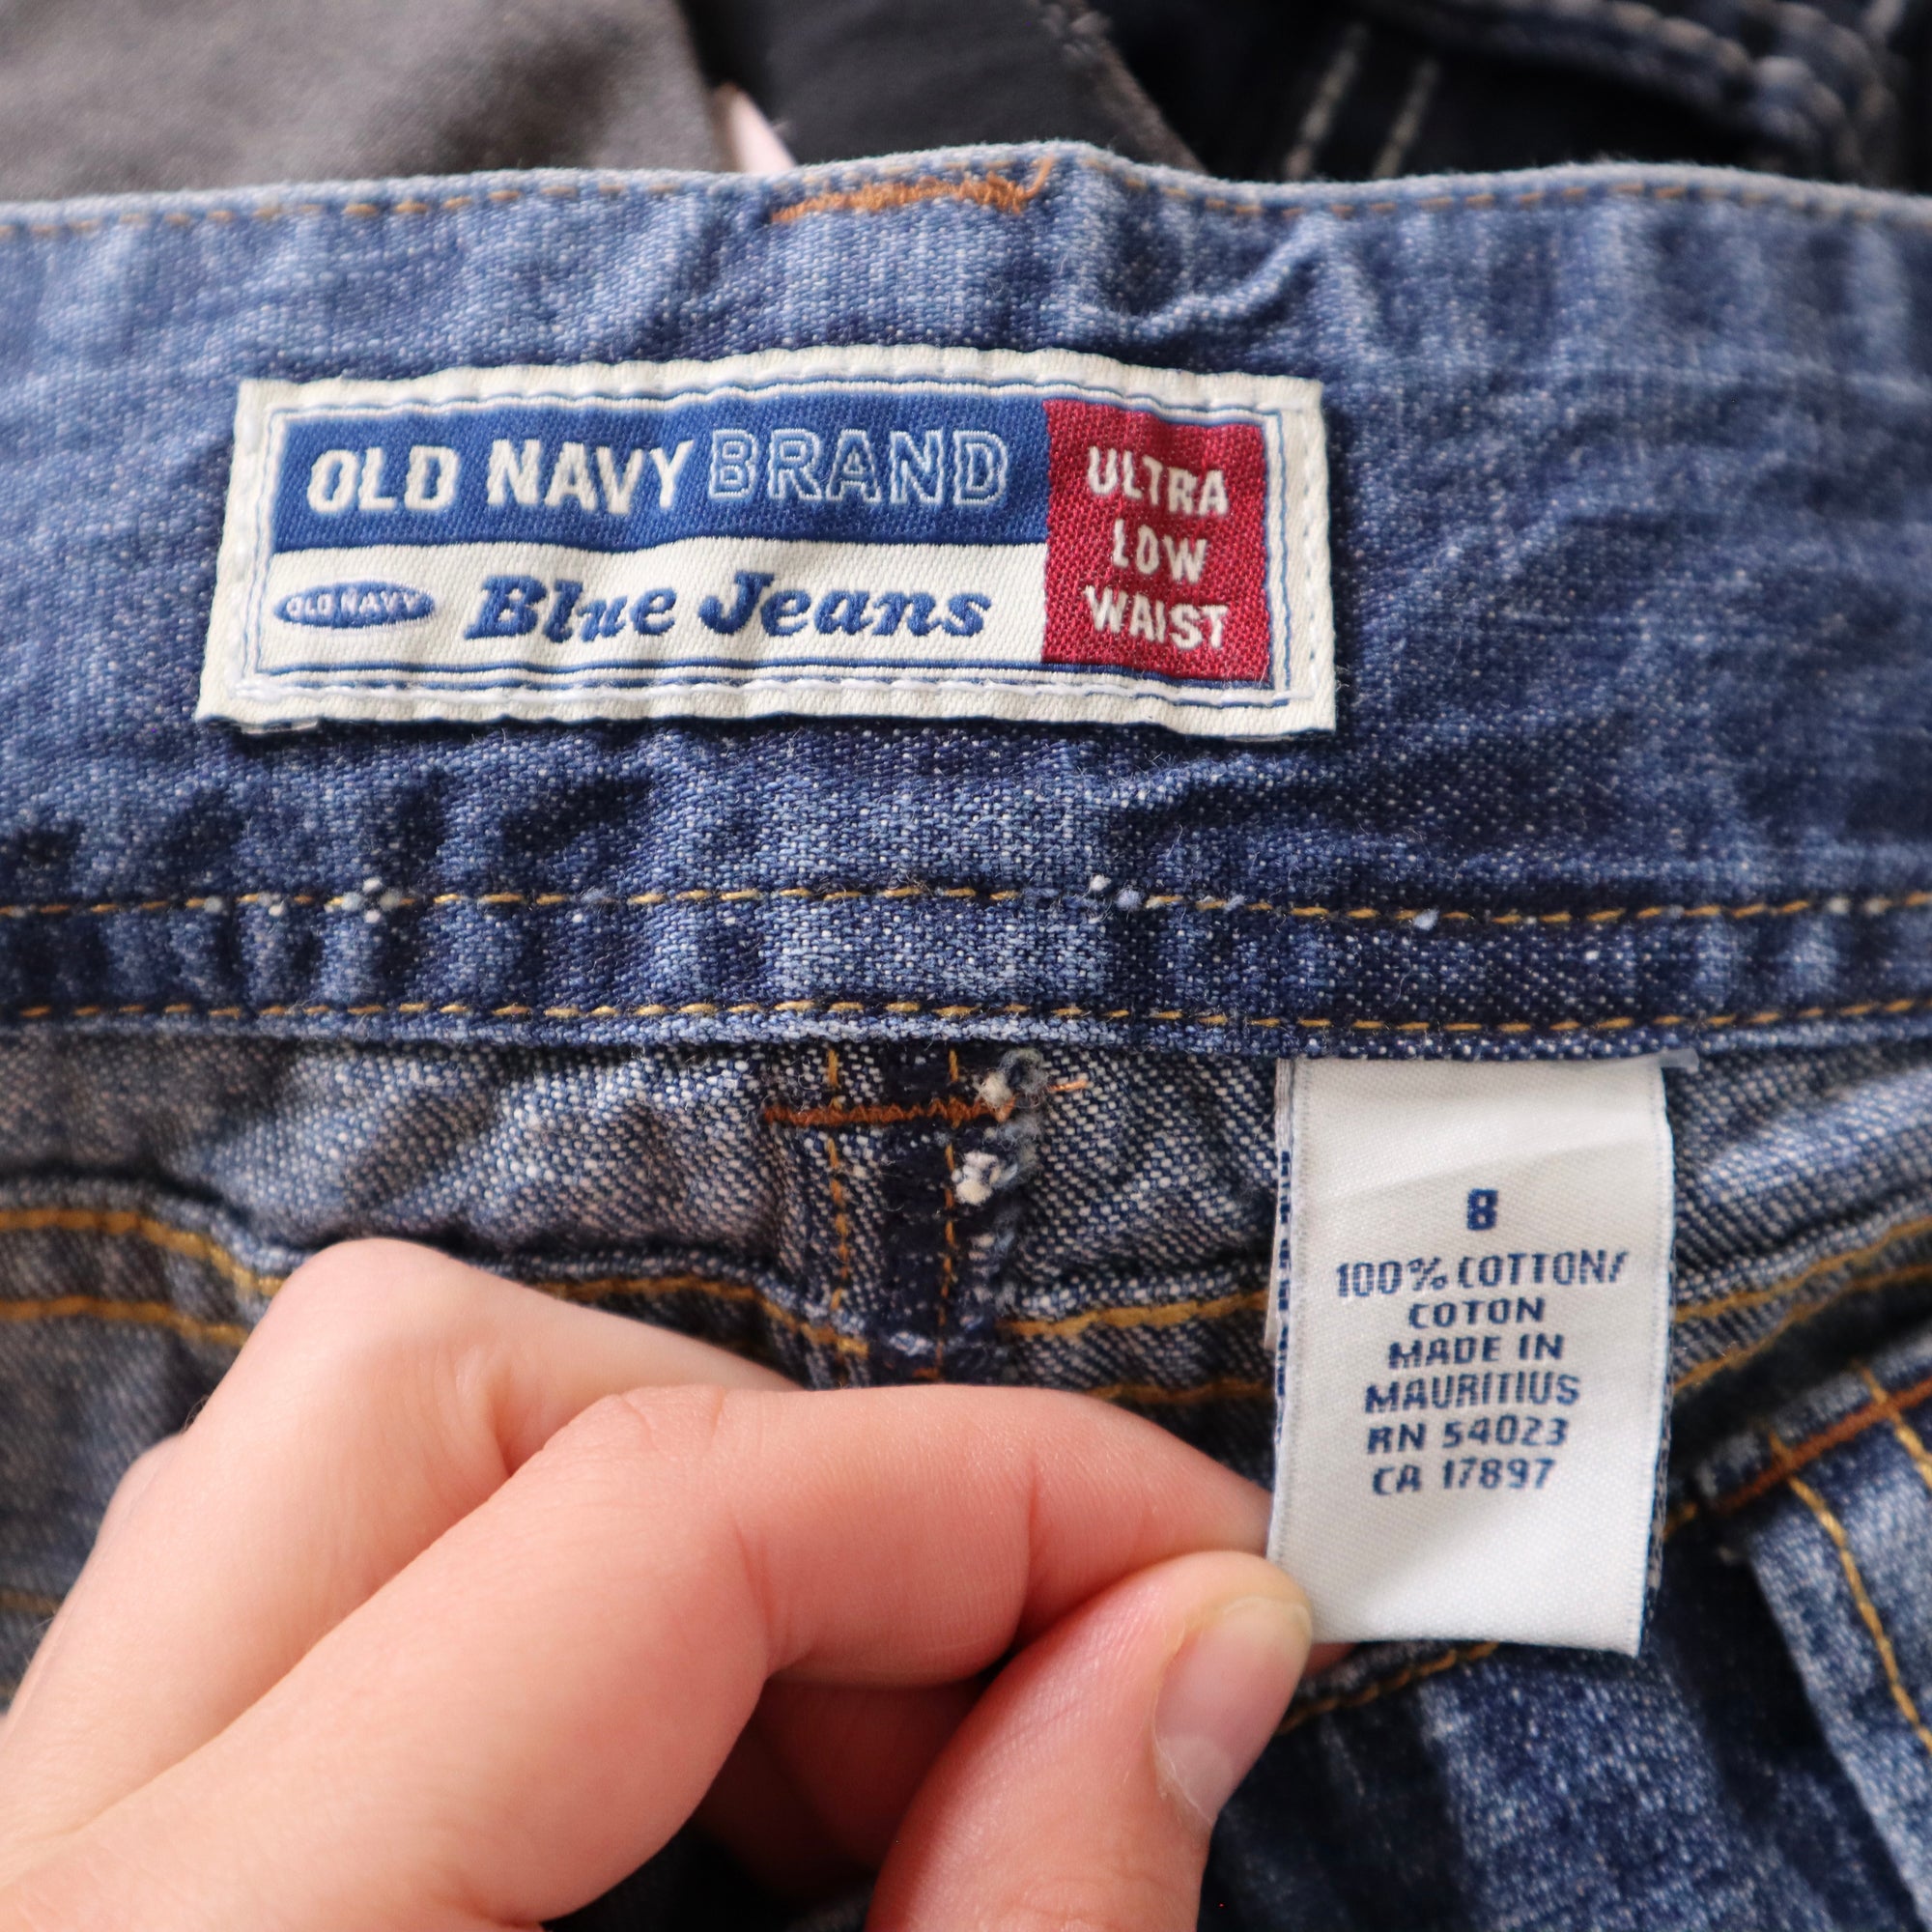 OLD NAVY BRAND
OLD NAVY Blue Jeans
ULTRA
LOW
WAIST
8
100% COTTON/
COTON
MADE IN
MAURITIUS
RN 54023
CA 17897